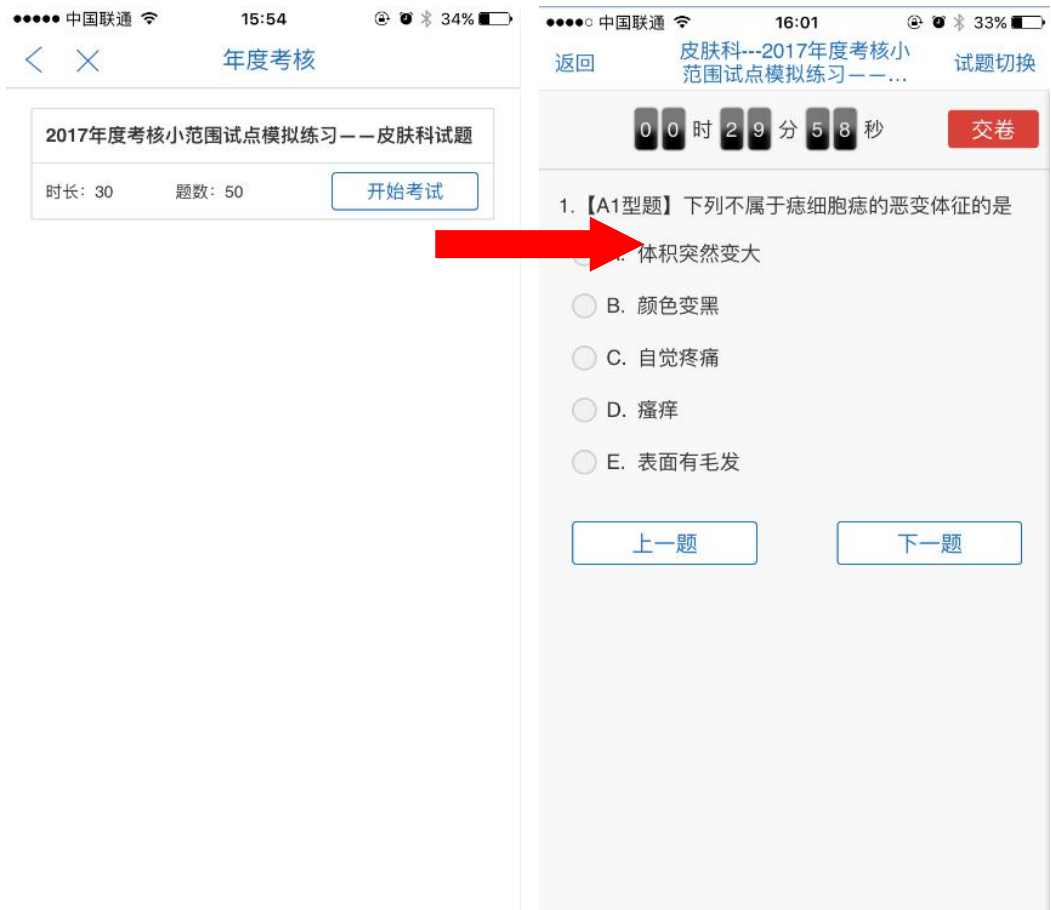 中国联通
15:54
34%
年度考核
2017年度考核小范围试点模拟练习——皮肤科试题
时长：30
题数：50
开始考试
中国联通
16:01
33%
返回
皮肤科---2017年度考核小
范围试点模拟练习——...
试题切换
00时29分58秒
交卷
1.【A1型题】下列不属于痣细胞痣的恶变体征的是
体积突然变大
B. 颜色变黑
C. 自觉疼痛
D. 瘙痒
E. 表面有毛发
上一题
下一题